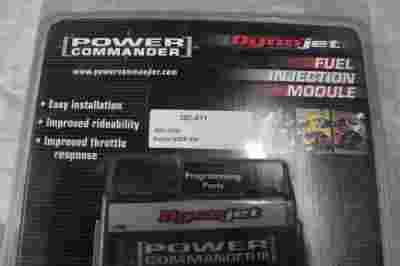 POWER
COMMANDER
www.powercommander.com
Dynojet
FUEL
INJECTION
MODULE
• Easy installation
• Improved rideability
• Improved throttle
response
Programming
Ports
Dynojet
POWER
COMMANDER III